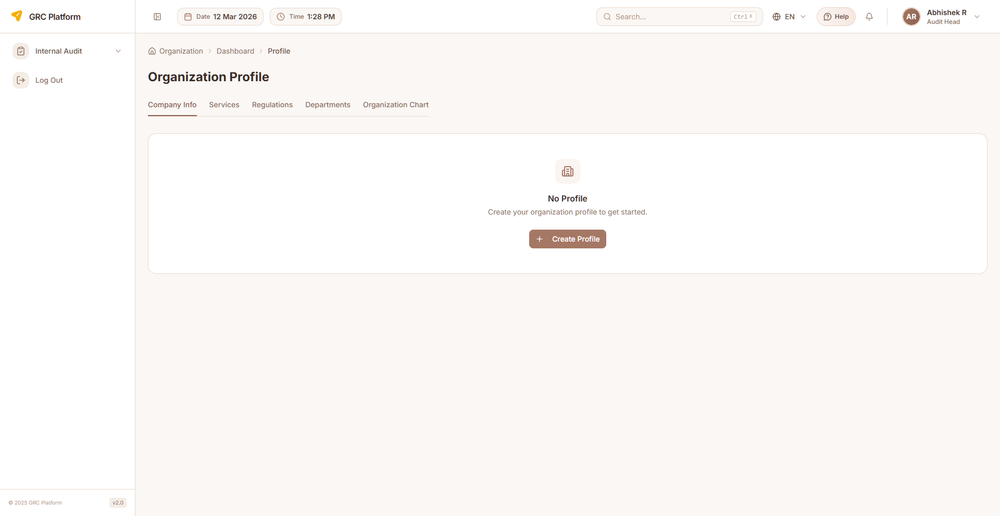 GRC Platform
Date 12 Mar 2026
Time 1:28 PM
Search...
Ctrl K
EN
Help
AR
Abhishek R
Audit Head
Internal Audit
Log Out
Organization > Dashboard > Profile
Organization Profile
Company Info Services Regulations Departments Organization Chart
No Profile
Create your organization profile to get started.
+ Create Profile
© 2025 GRC Platform
v2.0